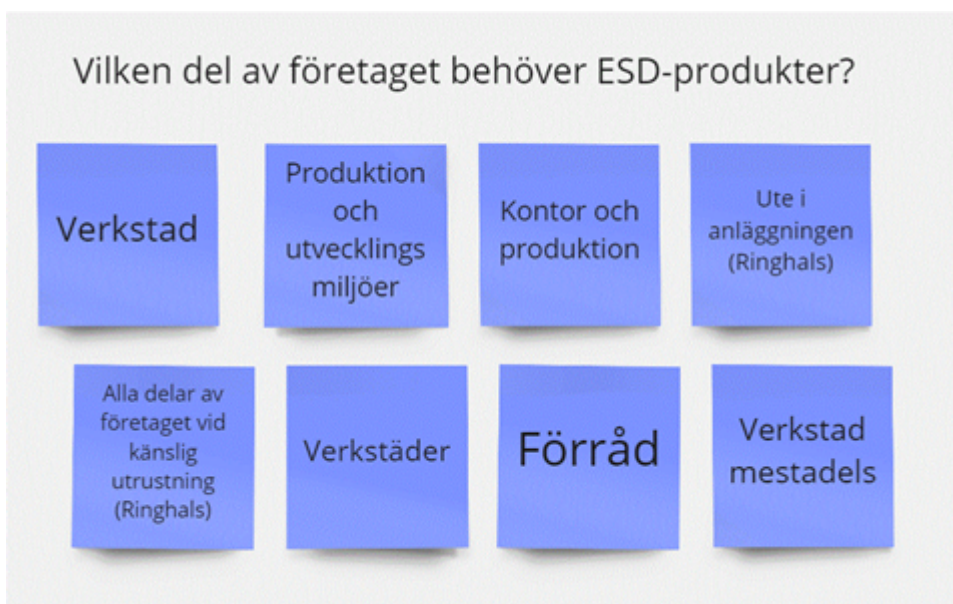 Vilken del av företaget behöver ESD-produkter?
Verkstad
Produktion
och
utvecklings
miljöer
Kontor och
produktion
Ute i
anläggningen
(Ringhals)
Alla delar av
företaget vid
känslig
utrustning
(Ringhals)
Verkstäder
Förråd
Verkstad
mestadels